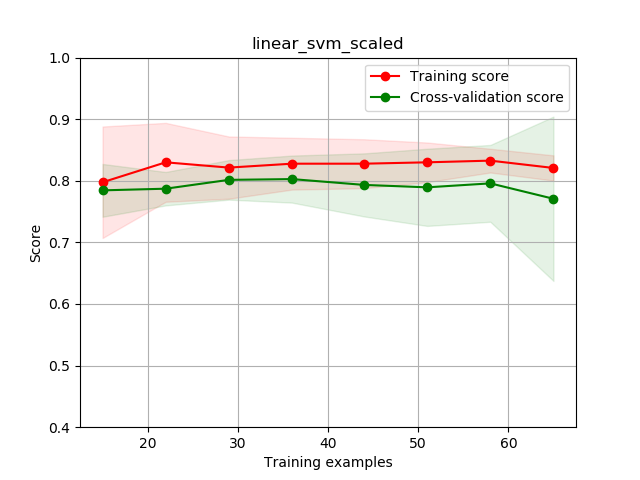 linear_svm_scaled
1.0
0.9
0.8
0.7
0.6
0.5
0.4
Score
Training score
Cross-validation score
20 30 40 50 60
Training examples